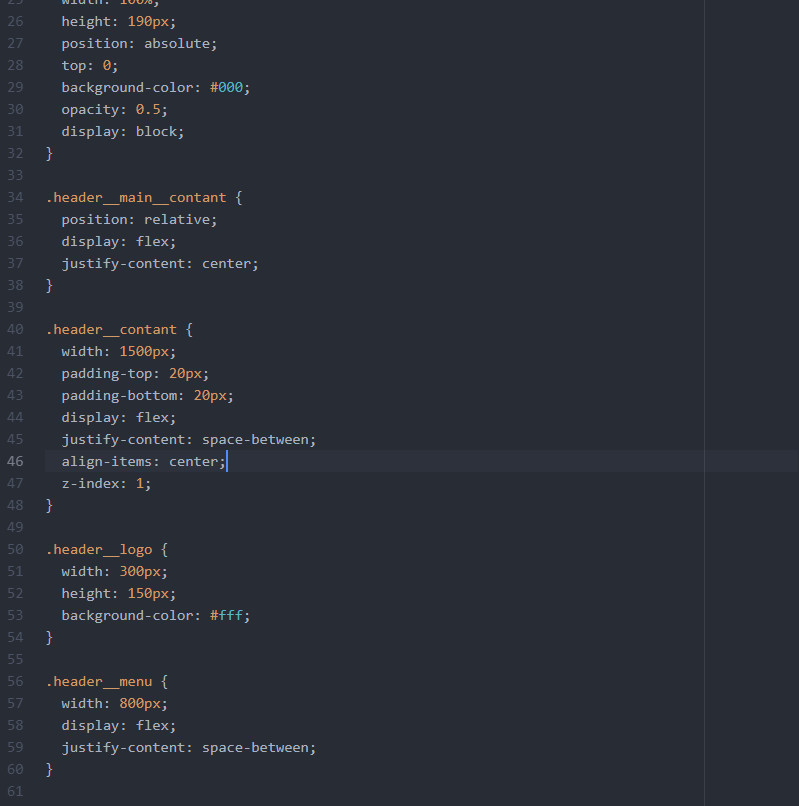 25 width: 100%;
26 height: 190px;
27 position: absolute;
28 top: 0;
29 background-color: #000;
30 opacity: 0.5;
31 display: block;
32 }
33
34 .header__main__contant {
35 position: relative;
36 display: flex;
37 justify-content: center;
38 }
39
40 .header__contant {
41 width: 1500px;
42 padding-top: 20px;
43 padding-bottom: 20px;
44 display: flex;
45 justify-content: space-between;
46 align-items: center;
47 z-index: 1;
48 }
49
50 .header__logo {
51 width: 300px;
52 height: 150px;
53 background-color: #fff;
54 }
55
56 .header__menu {
57 width: 800px;
58 display: flex;
59 justify-content: space-between;
60 }
61